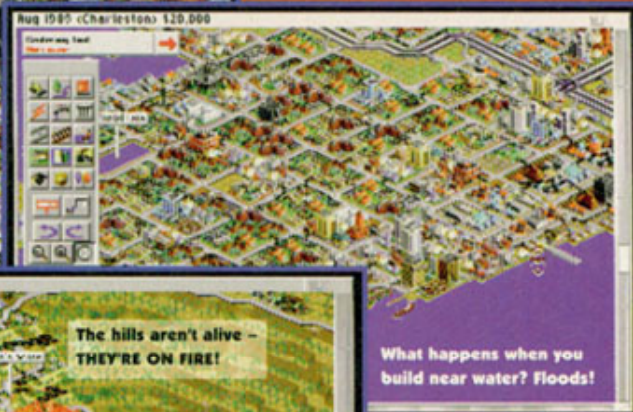 Aug 1989 <Charleston> $20,000
The hills aren't alive –
THEY'RE ON FIRE!
What happens when you
build near water? Floods!